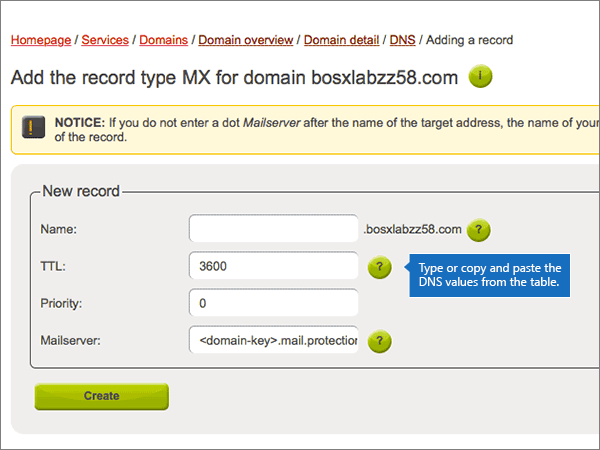 Homepage / Services / Domains / Domain overview / Domain detail / DNS / Adding a record
Add the record type MX for domain bosxlabzz58.com i
! NOTICE: If you do not enter a dot Mailserver after the name of the target address, the name of your
of the record.
New record
Name: .bosxlabzz58.com ?
TTL: 3600 ?
Type or copy and paste the
DNS values from the table.
Priority: 0
Mailserver: <domain-key>.mail.protection ?
Create